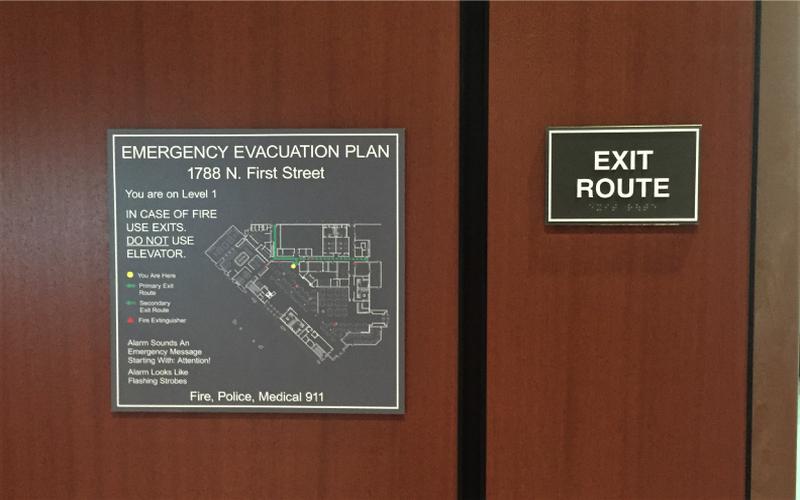 EMERGENCY EVACUATION PLAN
1788 N. First Street
You are on Level 1
IN CASE OF FIRE
USE EXITS.
DO NOT USE
ELEVATOR.
You Are Here
Primary Exit
Route
Secondary
Exit Route
Fire Extinguisher
Alarm Sounds An
Emergency Message
Starting With: Attention!
Alarm Looks Like
Flashing Strobes
Fire, Police, Medical 911
EXIT
ROUTE